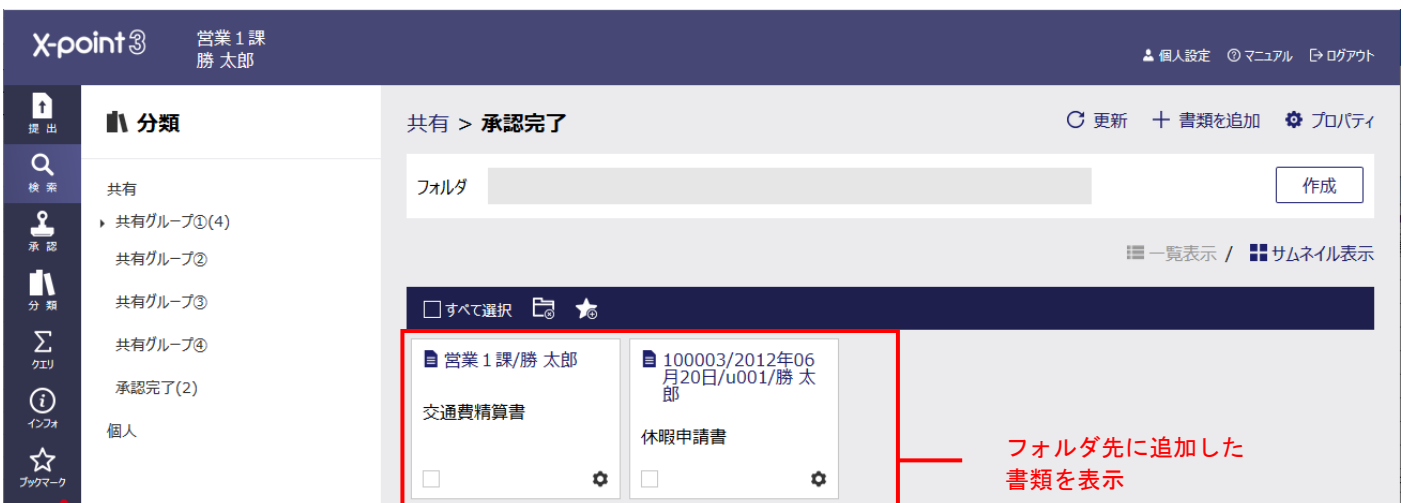 X-point3
営業1課
勝 太郎
個人設定 マニュアル ログアウト
提 出
検 索
承 認
分 類
クエリ
インフォ
ブックマーク
分類
共有
共有グループ①(4)
共有グループ②
共有グループ③
共有グループ④
承認完了(2)
個人
共有 > 承認完了
更新 書類を追加 プロパティ
フォルダ 作成
一覧表示 / サムネイル表示
すべて選択
営業1課/勝 太郎
交通費精算書
100003/2012年06
月20日/u001/勝 太
郎
休暇申請書
フォルダ先に追加した
書類を表示